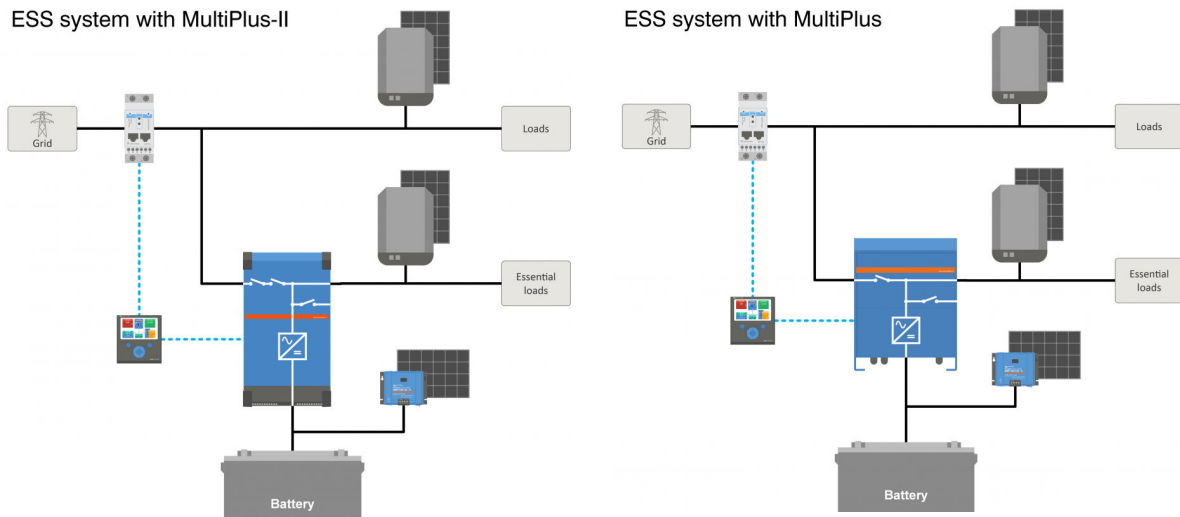 ESS system with MultiPlus-II
ESS system with MultiPlus
Grid
Loads
Essential
loads
Battery
Grid
Loads
Essential
loads
Battery